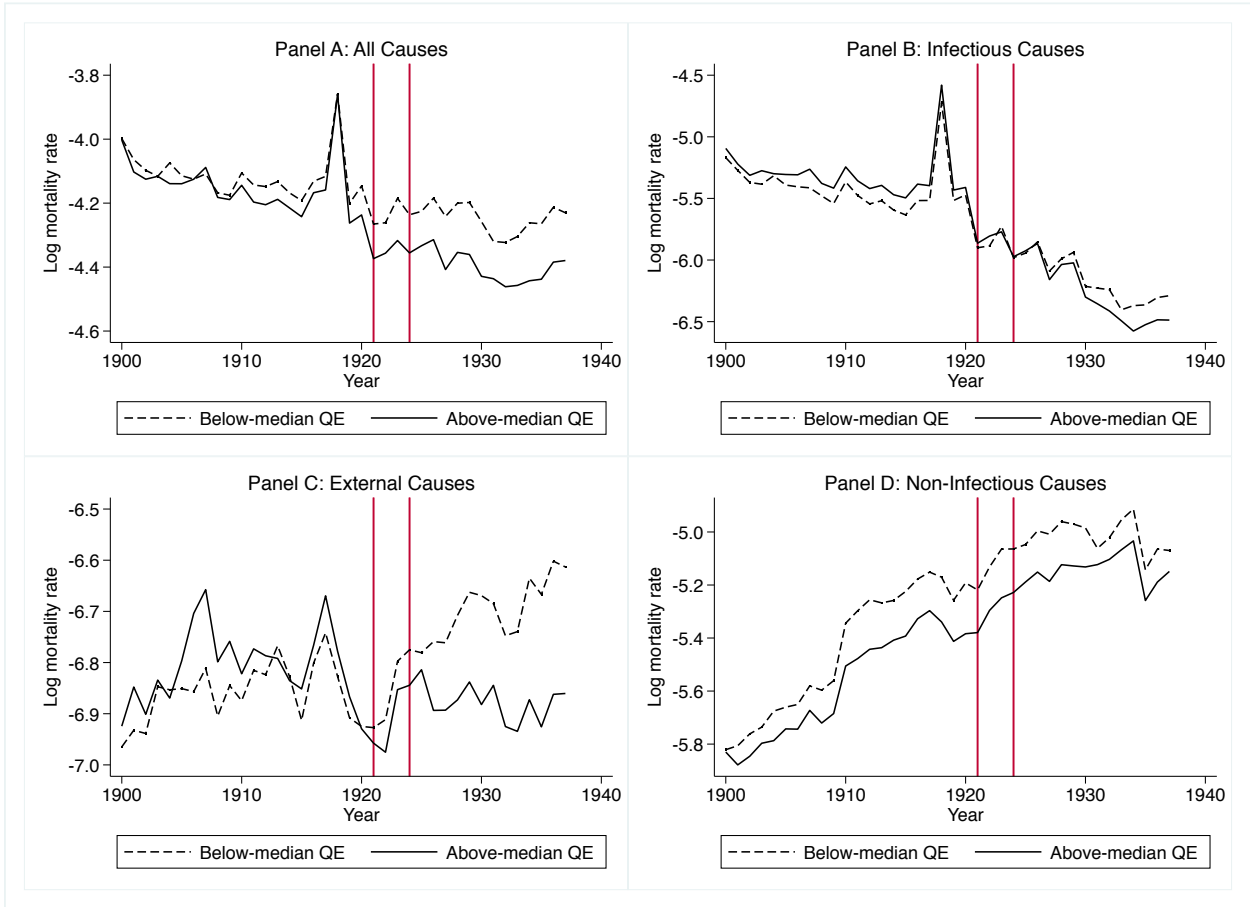 Panel A: All Causes
Log mortality rate
-3.8
-4.0
-4.2
-4.4
-4.6
1900 1910 1920 1930 1940
Year
Below-median QE Above-median QE
Panel B: Infectious Causes
Log mortality rate
-4.5
-5.0
-5.5
-6.0
-6.5
1900 1910 1920 1930 1940
Year
Below-median QE Above-median QE
Panel C: External Causes
Log mortality rate
-6.5
-6.6
-6.7
-6.8
-6.9
-7.0
1900 1910 1920 1930 1940
Year
Below-median QE Above-median QE
Panel D: Non-Infectious Causes
Log mortality rate
-5.0
-5.2
-5.4
-5.6
-5.8
1900 1910 1920 1930 1940
Year
Below-median QE Above-median QE